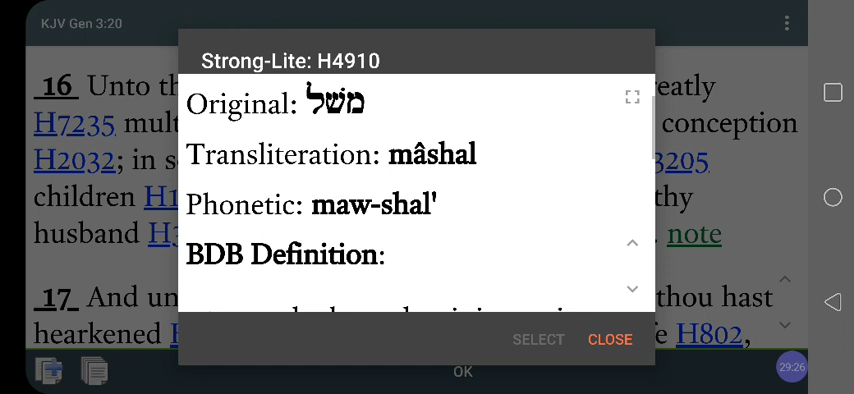 KJV Gen 3:20
Strong-Lite: H4910
Original: משל
Transliteration: mâshal
Phonetic: maw-shal'
BDB Definition:
SELECT CLOSE
16 Unto eatly
H7235 mult conception
H2032; in s 3205
children H1 thy
husband H3 . note
17 And un thou hast
hearkened e H802,
OK
29:26